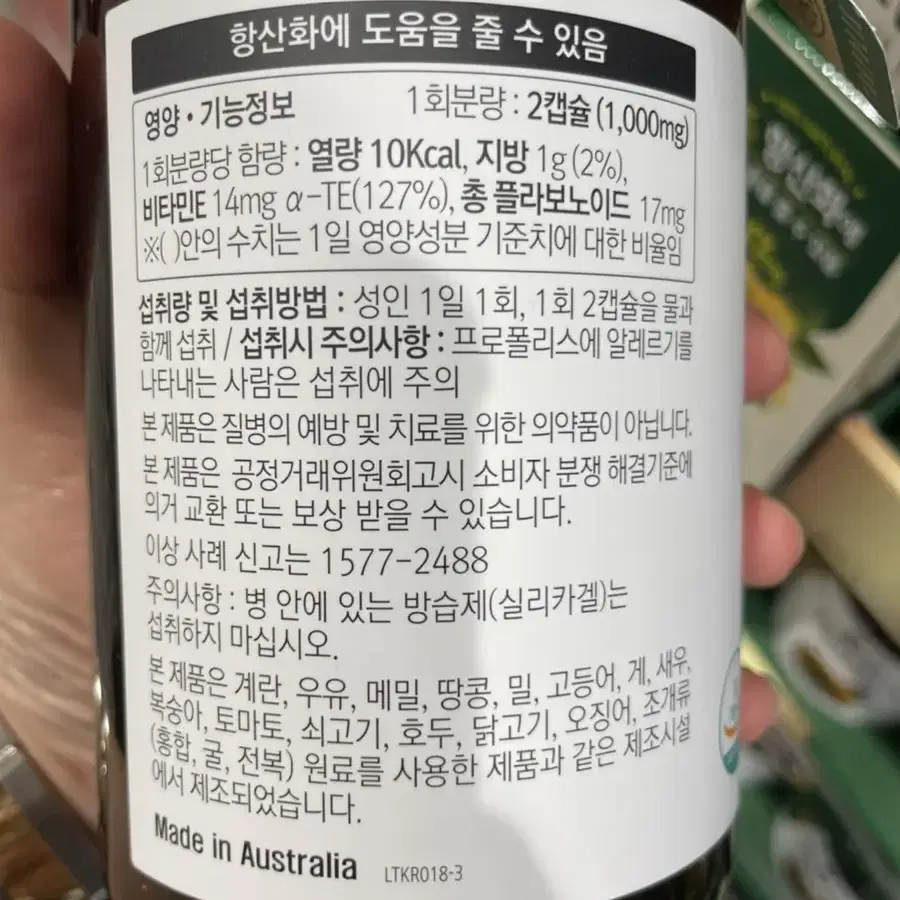 항산화에 도움을 줄 수 있음
영양・기능정보 1회분량 : 2캡슐 (1,000mg)
1회분량당 함량 : 열량 10Kcal, 지방 1g (2%),
비타민E 14mg α-TE(127%), 총 플라보노이드 17mg
※( )안의 수치는 1일 영양성분 기준치에 대한 비율임
섭취량 및 섭취방법 : 성인 1일 1회, 1회 2캡슐을 물과
함께 섭취 / 섭취시 주의사항 : 프로폴리스에 알레르기를
나타내는 사람은 섭취에 주의
본 제품은 질병의 예방 및 치료를 위한 의약품이 아닙니다.
본 제품은 공정거래위원회고시 소비자 분쟁 해결기준에
의거 교환 또는 보상 받을 수 있습니다.
이상 사례 신고는 1577-2488
주의사항 : 병 안에 있는 방습제(실리카겔)는
섭취하지 마십시오.
본 제품은 계란, 우유, 메밀, 땅콩, 밀, 고등어, 게, 새우,
복숭아, 토마토, 쇠고기, 호두, 닭고기, 오징어, 조개류
(홍합, 굴, 전복) 원료를 사용한 제품과 같은 제조시설
에서 제조되었습니다.
Made in Australia LTKR018-3
항산화에